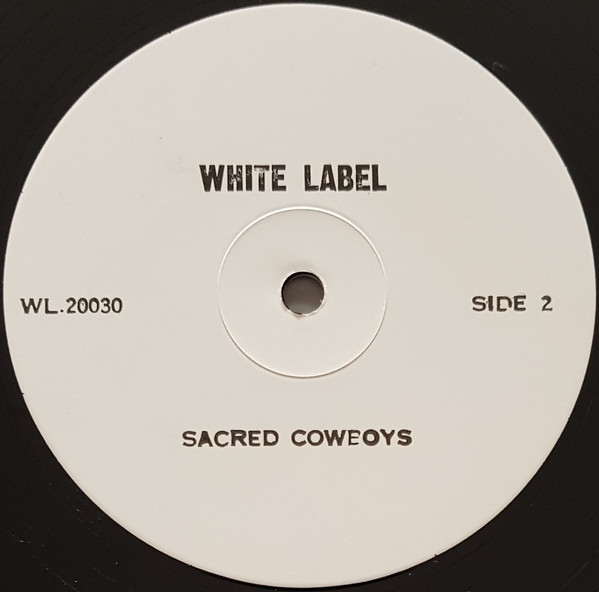 WHITE LABEL
WL.20030
SIDE 2
SACRED COWBOYS